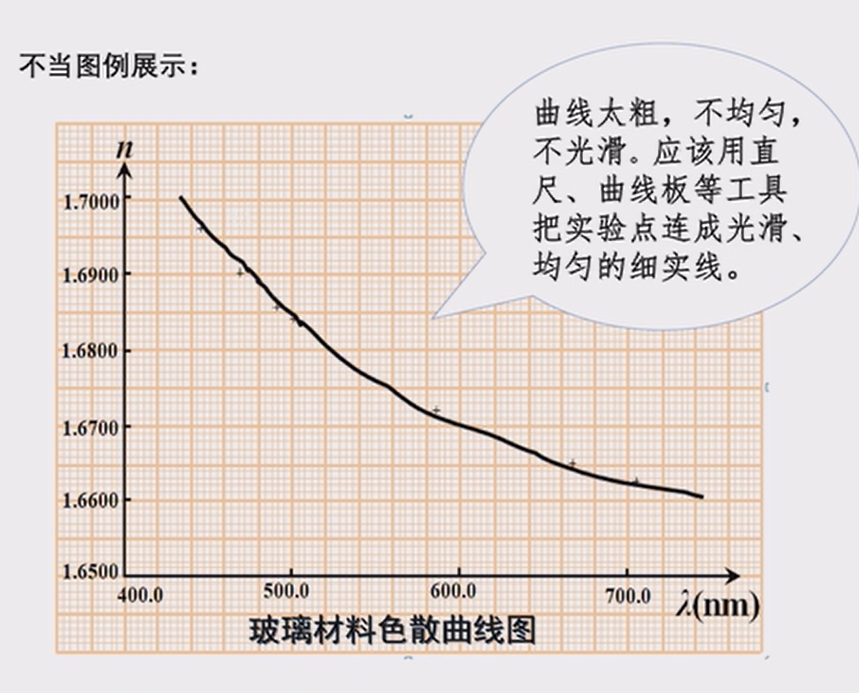 不当图例展示：
曲线太粗，不均匀，
不光滑。应该用直
尺、曲线板等工具
把实验点连成光滑、
均匀的细实线。
n
1.7000
1.6900
1.6800
1.6700
1.6600
1.6500
400.0
500.0
600.0
700.0
λ(nm)
玻璃材料色散曲线图